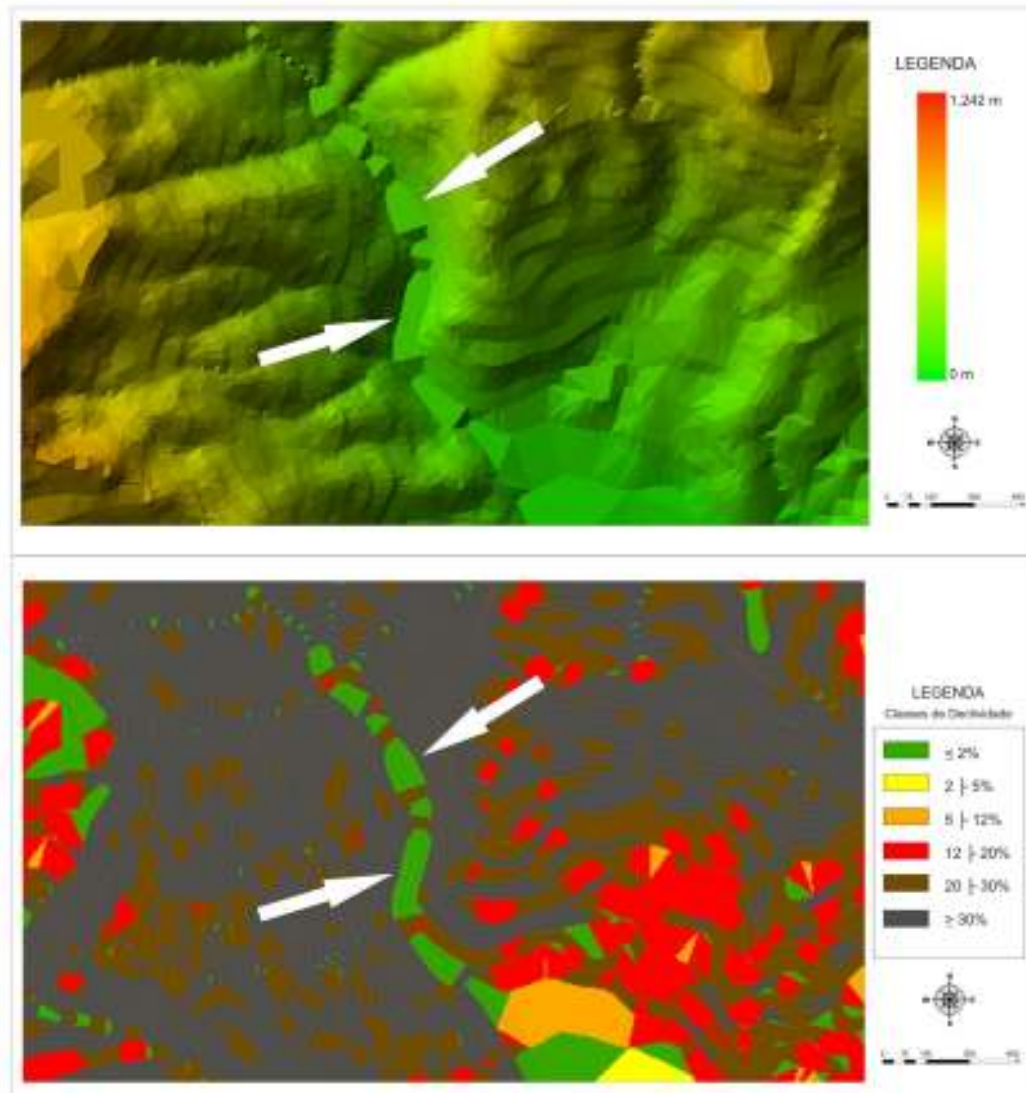 LEGENDA
1.242 m
0 m
LEGENDA
Classes de Declividade
≤ 2%
2 ├ 5%
5 ├ 12%
12 ├ 20%
20 ├ 30%
≥ 30%